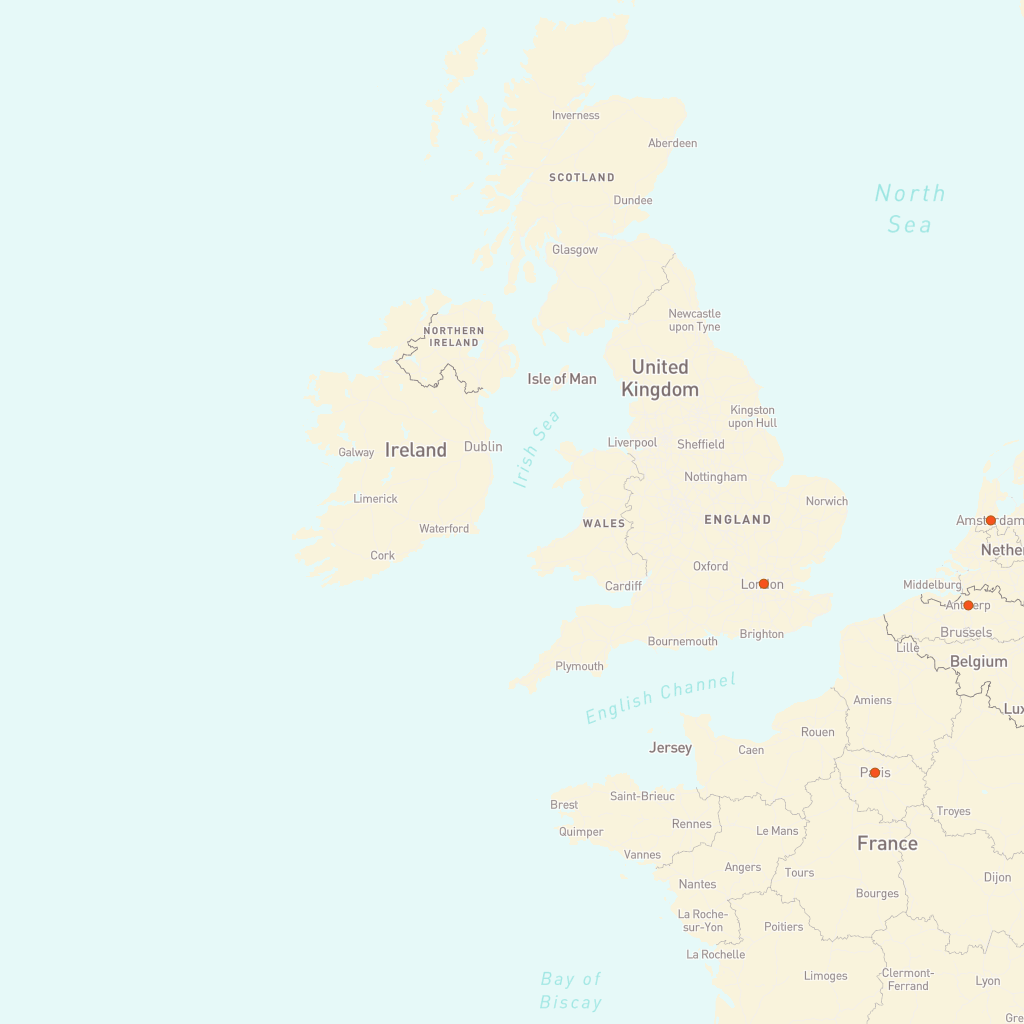 Inverness
Aberdeen
SCOTLAND
Dundee
North
Sea
Glasgow
Newcastle
upon Tyne
NORTHERN
IRELAND
United
Kingdom
Isle of Man
Kingston
upon Hull
Irish Sea
Liverpool
Sheffield
Ireland
Dublin
Galway
Nottingham
Limerick
Norwich
Waterford
WALES
ENGLAND
Amsterdam
Nether
Cork
Oxford
Cardiff
London
Middelburg
Antwerp
Bournemouth
Brighton
Brussels
Lille
Belgium
Plymouth
English Channel
Amiens
Lux
Rouen
Jersey
Caen
Paris
Brest
Saint-Brieuc
Troyes
Quimper
Rennes
Le Mans
France
Vannes
Angers
Tours
Dijon
Nantes
Bourges
La Roche-
sur-Yon
Poitiers
La Rochelle
Bay of
Biscay
Limoges
Clermont-
Ferrand
Lyon
Gre